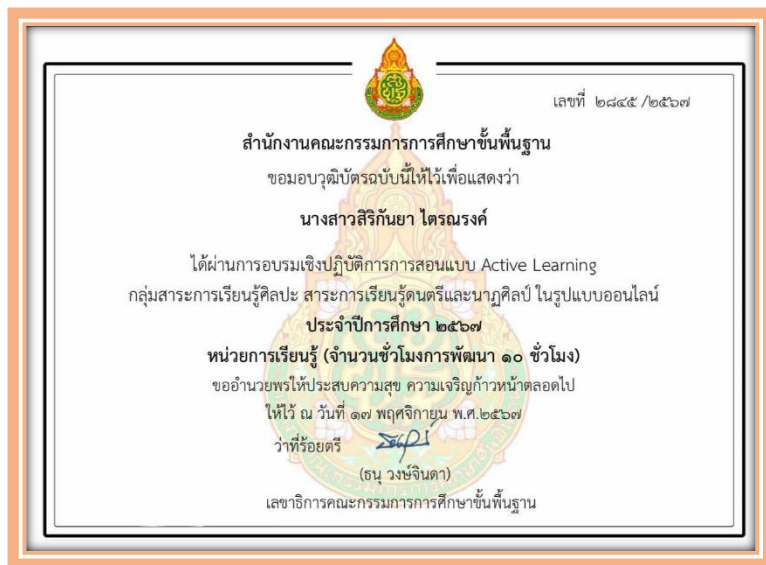 เลขที่ ๒๘๔๕ /๒๕๖๗
สำนักงานคณะกรรมการการศึกษาขั้นพื้นฐาน
ขอมอบวุฒิบัตรฉบับนี้ให้ไว้เพื่อแสดงว่า
นางสาวสิริกันยา ไตรณรงค์
ได้ผ่านการอบรมเชิงปฏิบัติการการสอนแบบ Active Learning
กลุ่มสาระการเรียนรู้ศิลปะ สาระการเรียนรู้ดนตรีและนาฏศิลป์ ในรูปแบบออนไลน์
ประจำปีการศึกษา ๒๕๖๗
หน่วยการเรียนรู้ (จำนวนชั่วโมงการพัฒนา ๑๐ ชั่วโมง)
ขออำนวยพรให้ประสบความสุข ความเจริญก้าวหน้าตลอดไป
ให้ไว้ ณ วันที่ ๑๗ พฤศจิกายน พ.ศ.๒๕๖๗
ว่าที่ร้อยตรี
(ธนุ วงษ์จินดา)
เลขาธิการคณะกรรมการการศึกษาขั้นพื้นฐาน